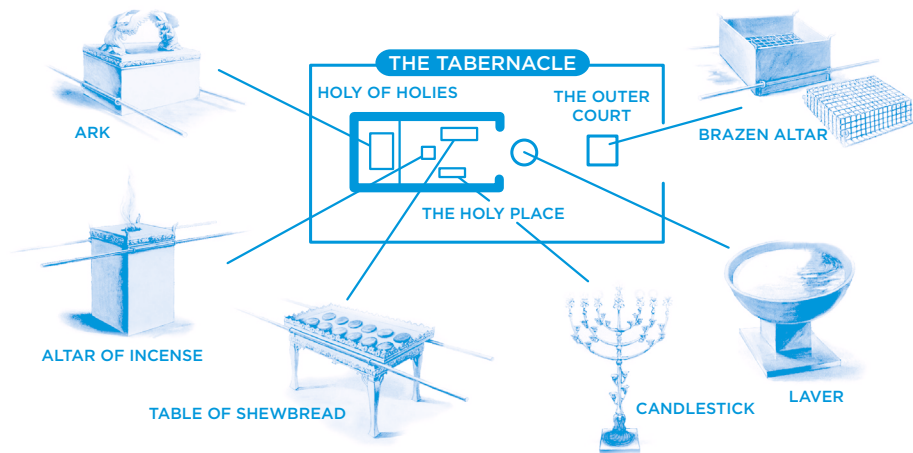 THE TABERNACLE
HOLY OF HOLIES
THE OUTER
COURT
ARK
BRAZEN ALTAR
THE HOLY PLACE
ALTAR OF INCENSE
TABLE OF SHEWBREAD
CANDLESTICK
LAVER